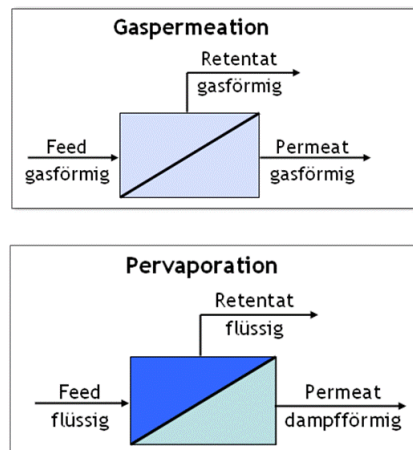 Gaspermeation
Retentat
gasförmig
Feed
gasförmig
Permeat
gasförmig
Pervaporation
Retentat
flüssig
Feed
flüssig
Permeat
dampfförmig